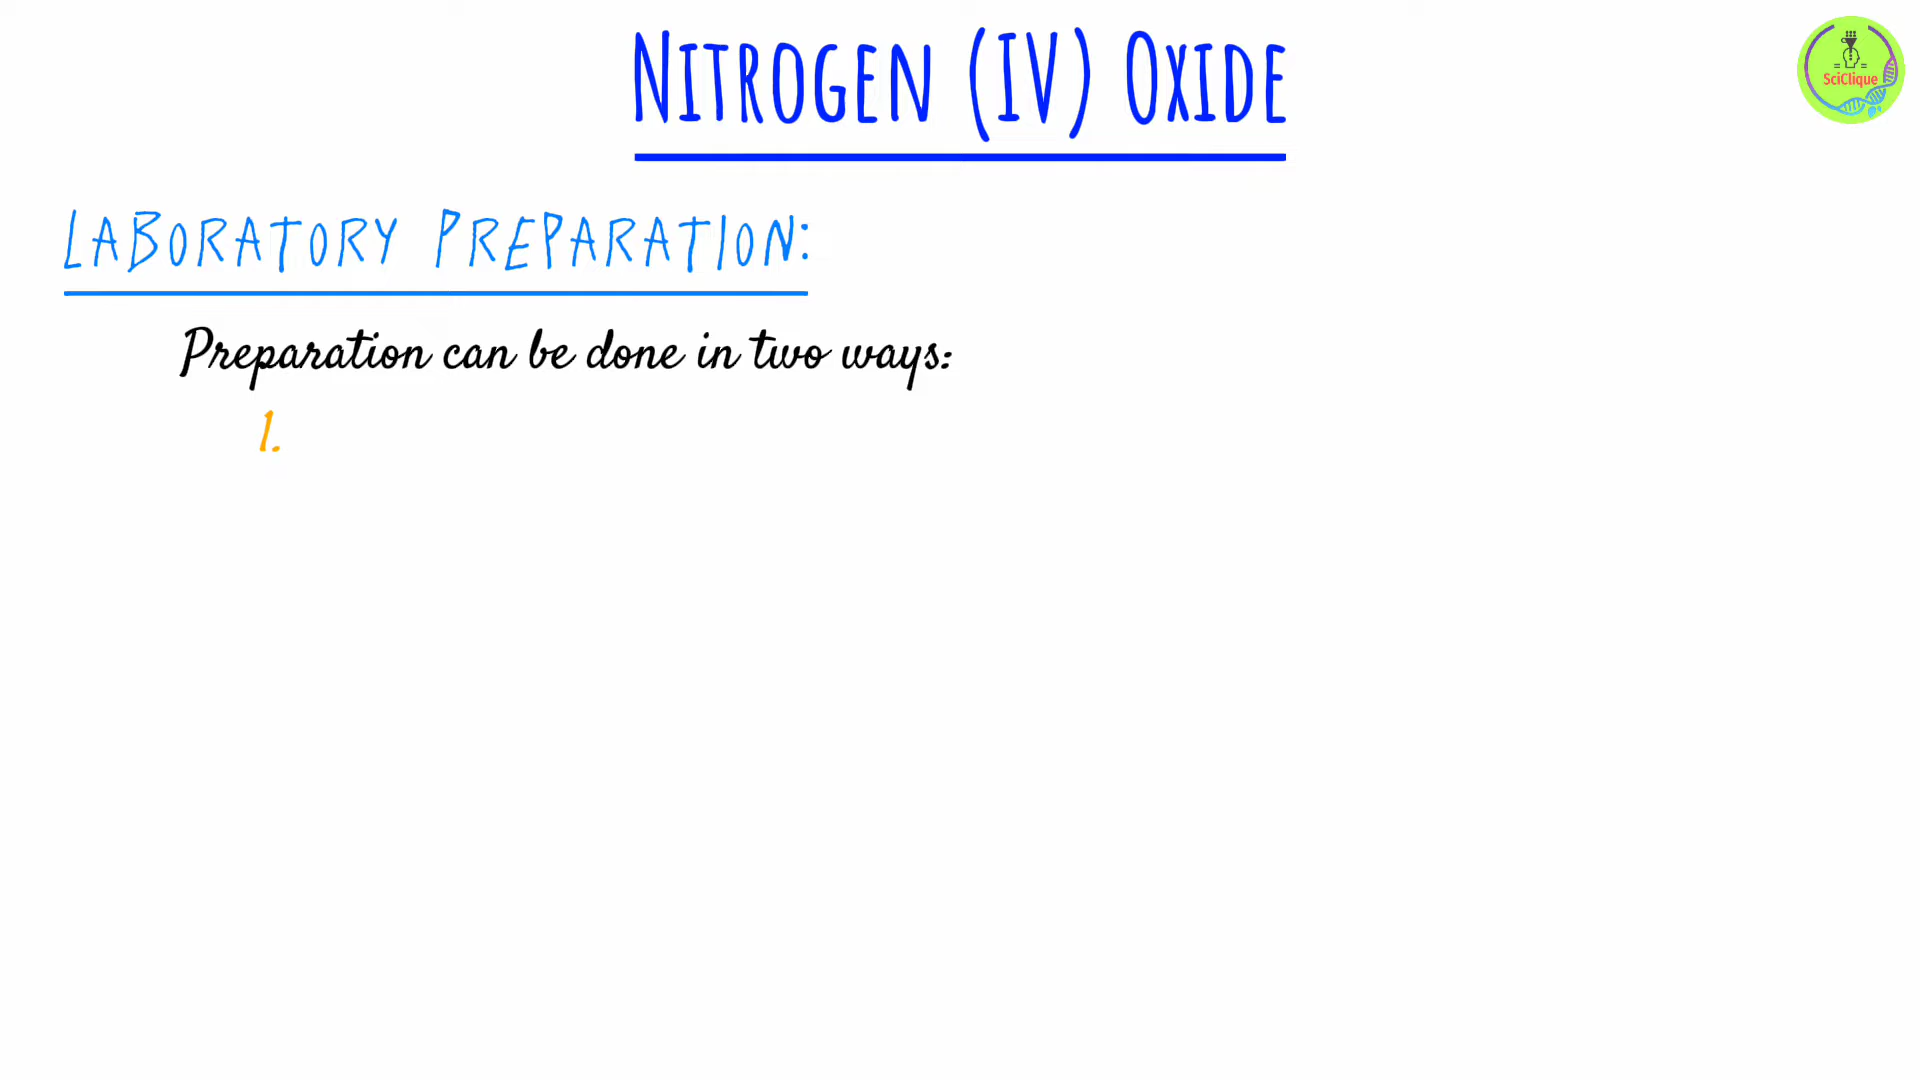 NITROGEN (IV) OXIDE
SciClique
LABORATORY PREPARATION:
Preparation can be done in two ways:
1.